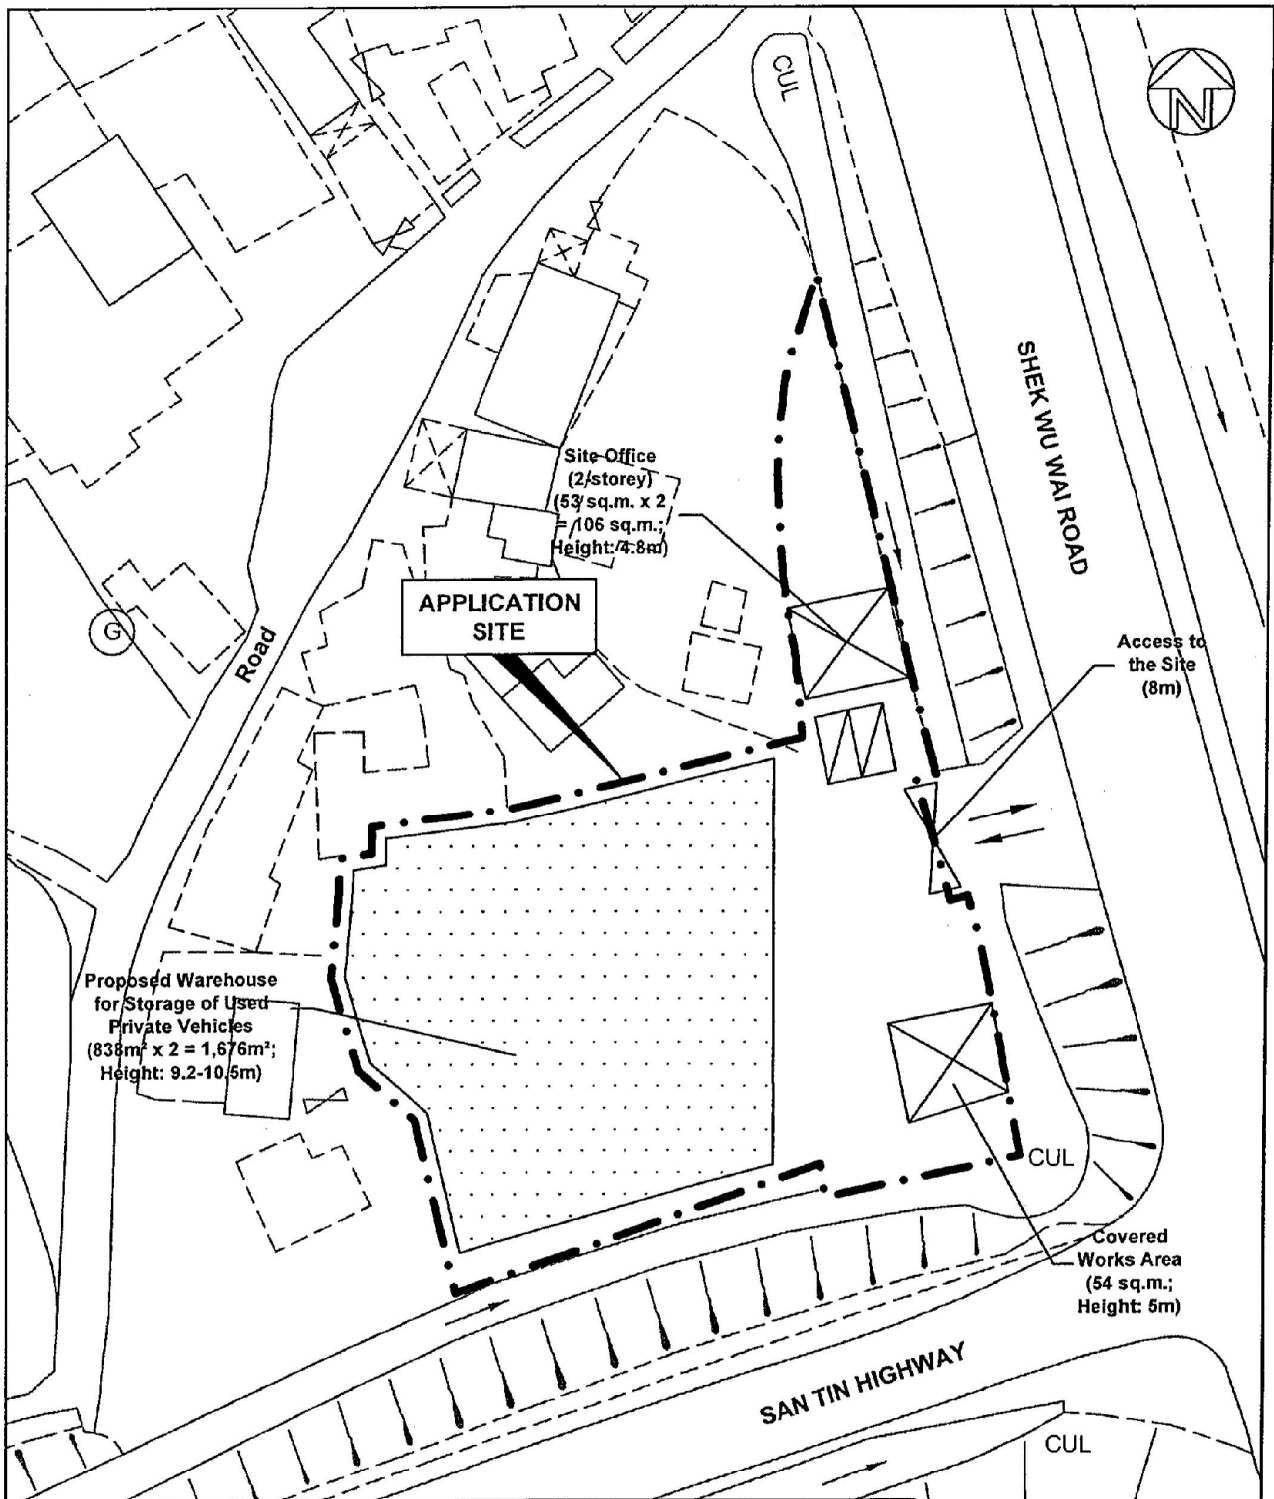 CUL
N
SHEK WU WAI ROAD
Site Office
(2/storey)
(53 sq.m. x 2
= 106 sq.m.;
Height: 4.8m)
APPLICATION
SITE
G
Road
Access to
the Site
(8m)
Proposed Warehouse
for Storage of Used
Private Vehicles
(838m² x 2 = 1,676m²;
Height: 9.2-10.5m)
CUL
Covered
Works Area
(54 sq.m.;
Height: 5m)
SAN TIN HIGHWAY
CUL